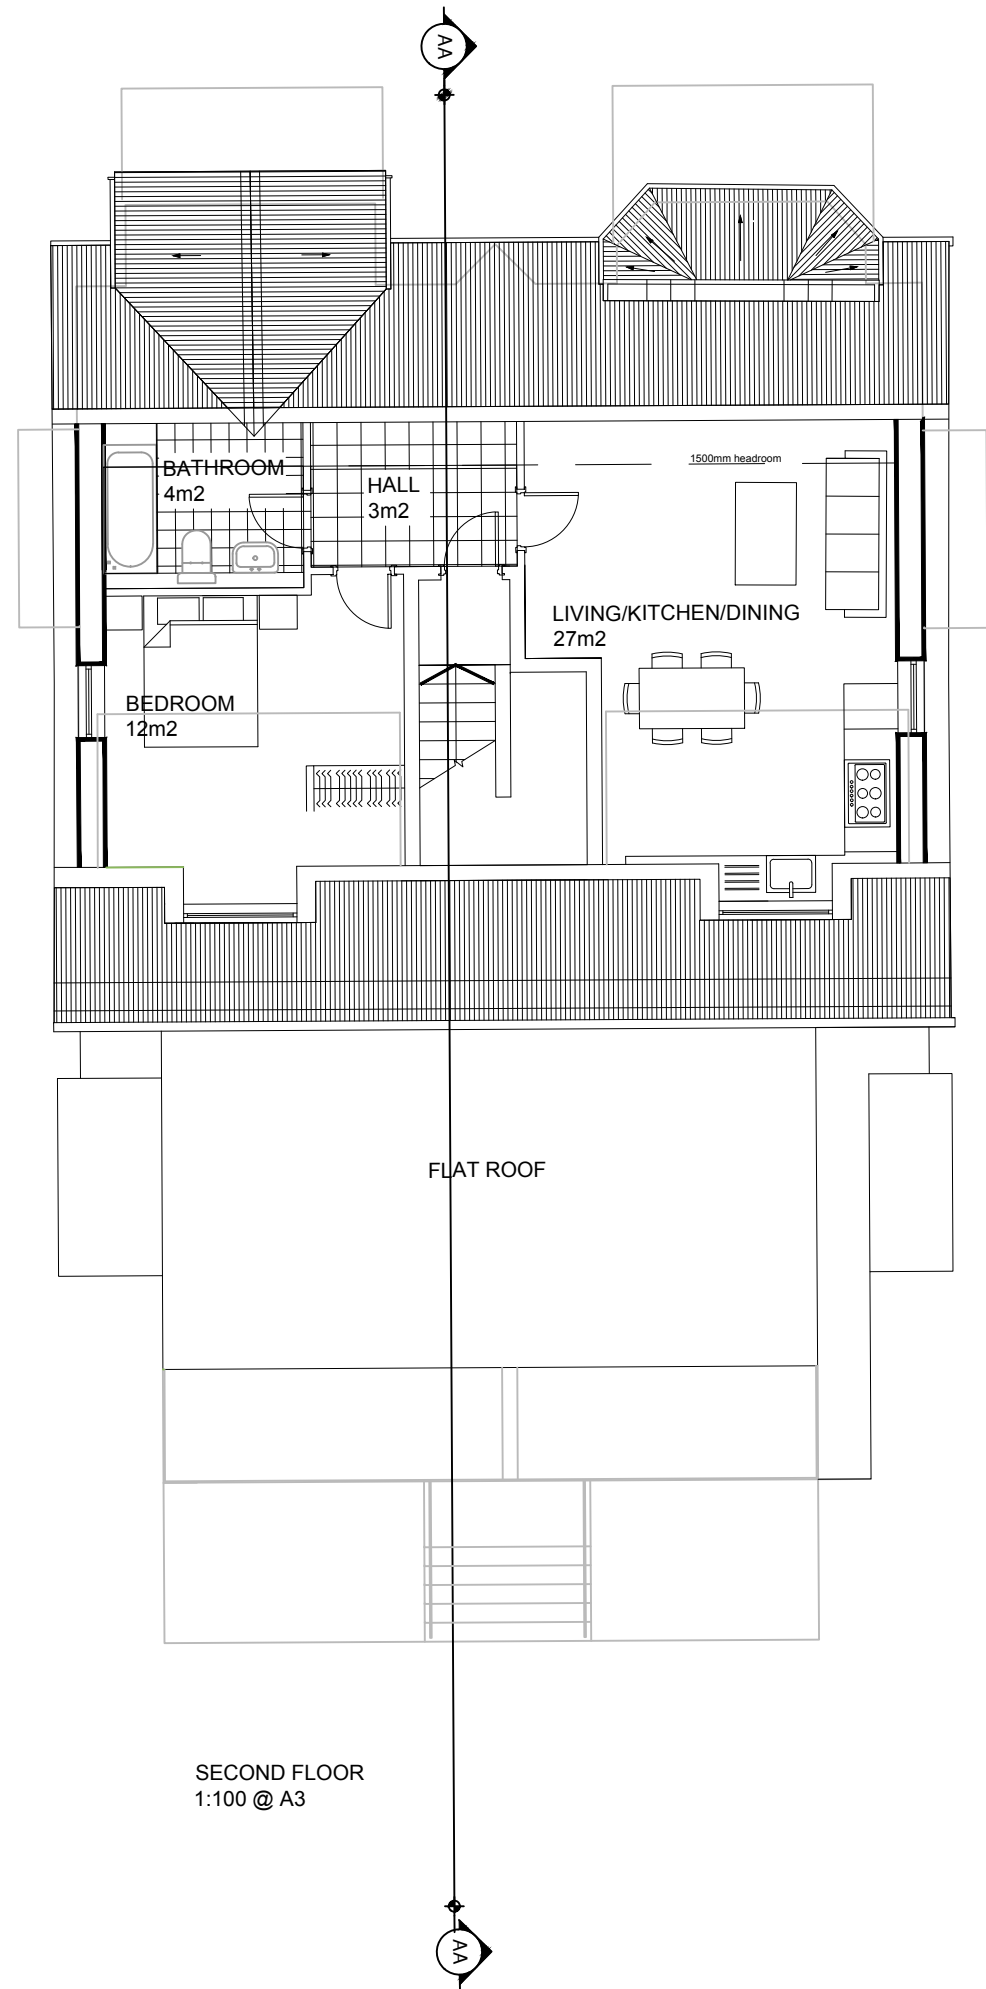 AA
1500mm headroom
BATHROOM
4m2
HALL
3m2
LIVING/KITCHEN/DINING
27m2
BEDROOM
12m2
FLAT ROOF
SECOND FLOOR
1:100 @ A3
AA